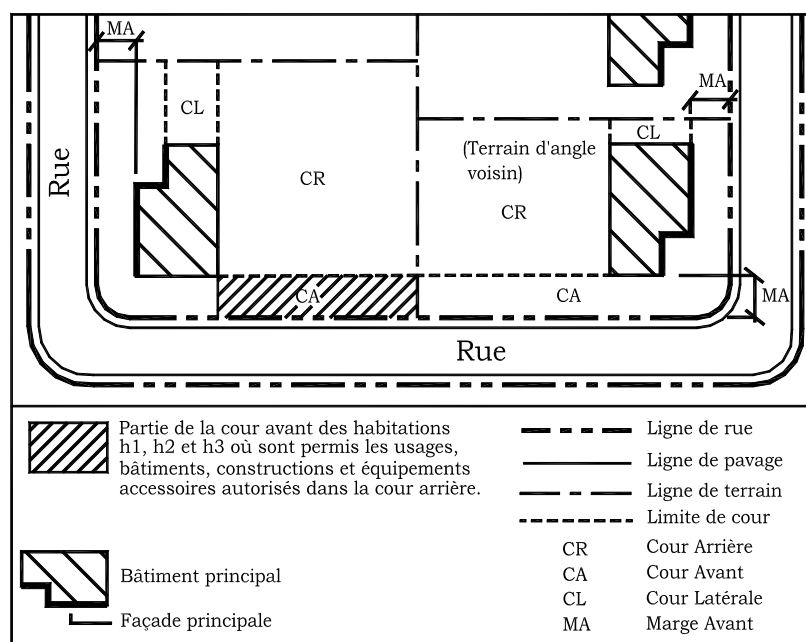 MA
CL
Rue
CR
MA
CL
(Terrain d'angle
voisin)
CR
CA
CA
MA
Rue
Partie de la cour avant des habitations
h1, h2 et h3 où sont permis les usages,
bâtiments, constructions et équipements
accessoires autorisés dans la cour arrière.
Bâtiment principal
Façade principale
Ligne de rue
Ligne de pavage
Ligne de terrain
Limite de cour
CR Cour Arrière
CA Cour Avant
CL Cour Latérale
MA Marge Avant